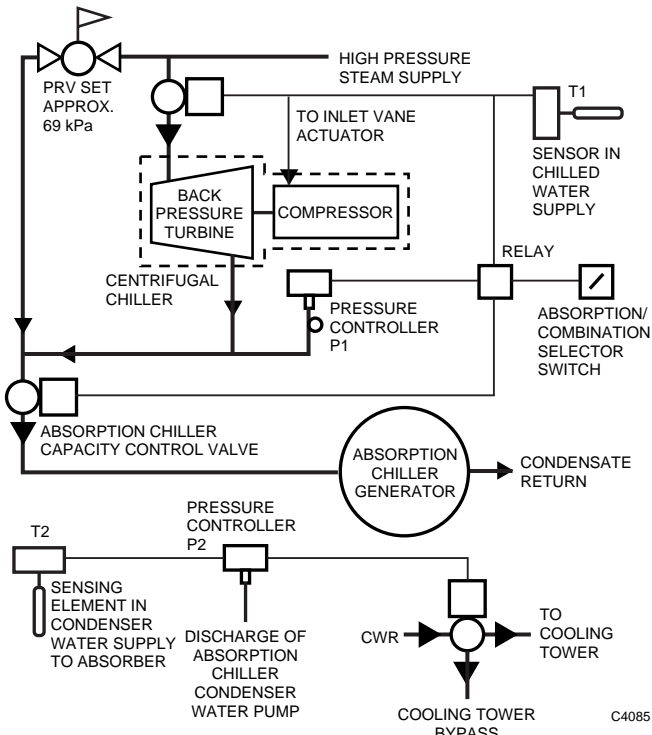 HIGH PRESSURE
STEAM SUPPLY
PRV SET
APPROX.
69 kPa
T1
TO INLET VANE
ACTUATOR
SENSOR IN
CHILLED
WATER
SUPPLY
BACK
PRESSURE
TURBINE
COMPRESSOR
RELAY
CENTRIFUGAL
CHILLER
PRESSURE
CONTROLLER
P1
ABSORPTION/
COMBINATION
SELECTOR
SWITCH
ABSORPTION CHILLER
CAPACITY CONTROL VALVE
ABSORPTION
CHILLER
GENERATOR
CONDENSATE
RETURN
PRESSURE
CONTROLLER
P2
T2
SENSING
ELEMENT IN
CONDENSER
WATER SUPPLY
TO ABSORBER
DISCHARGE OF
ABSORPTION
CHILLER
CONDENSER
WATER PUMP
CWR
TO
COOLING
TOWER
COOLING TOWER
BYPASS
C4085